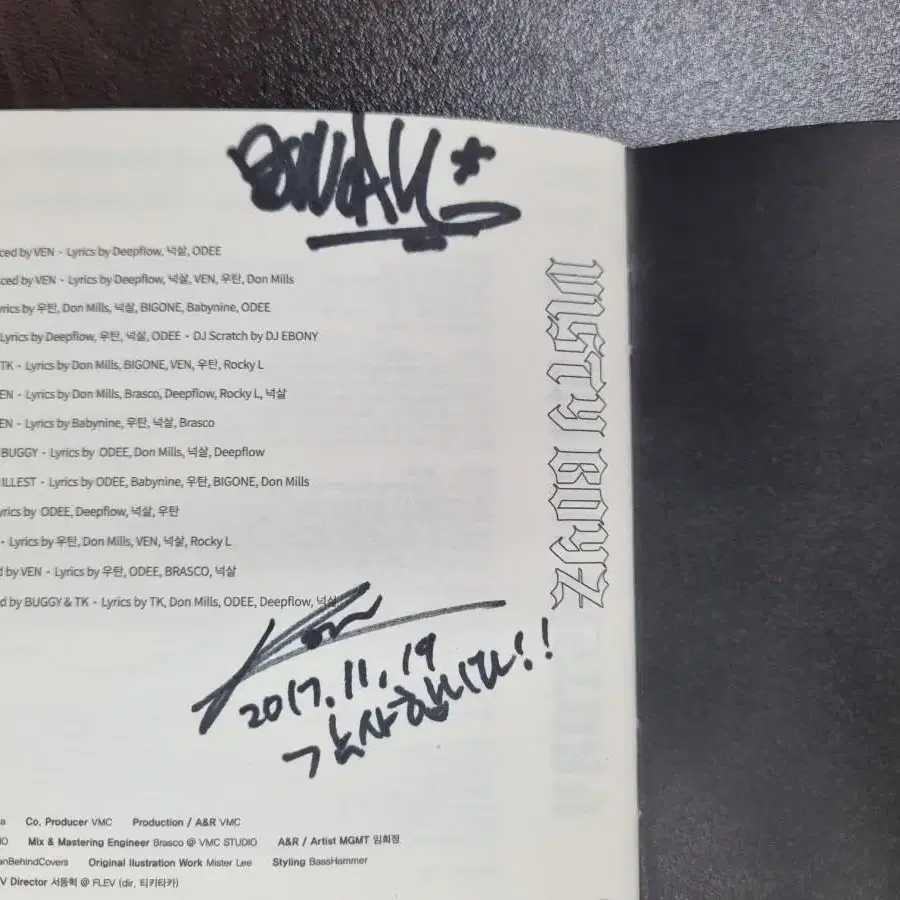 ced by VEN - Lyrics by Deepflow, 넉살, ODEE
ced by VEN - Lyrics by Deepflow, 넉살, VEN, 우탄, Don Mills
rics by 우탄, Don Mills, 넉살, BIGONE, Babynine, ODEE
Lyrics by Deepflow, 우탄, 넉살, ODEE - DJ Scratch by DJ EBONY
TK - Lyrics by Don Mills, BIGONE, VEN, 우탄, Rocky L
EN - Lyrics by Don Mills, Brasco, Deepflow, Rocky L, 넉살
EN - Lyrics by Babynine, 우탄, 넉살, Brasco
BUGGY - Lyrics by ODEE, Don Mills, 넉살, Deepflow
ILLEST - Lyrics by ODEE, Babynine, 우탄, BIGONE, Don Mills
yrics by ODEE, Deepflow, 넉살, 우탄
- Lyrics by 우탄, Don Mills, VEN, 넉살, Rocky L
d by VEN - Lyrics by 우탄, ODEE, BRASCO, 넉살
d by BUGGY & TK - Lyrics by TK, Don Mills, ODEE, Deepflow, 넉살
2017.11.19
감사합니다!!
VISTY BOYZ
a Co, Producer VMC Production / A&R VMC
IO Mix & Mastering Engineer Brasco @ VMC STUDIO A&R / Artist MGMT 임희정
anBehindCovers Original Ilustration Work Mister Lee Styling BassHammer
V Director 서동혁 @ FLEV (dir. 티키타카)